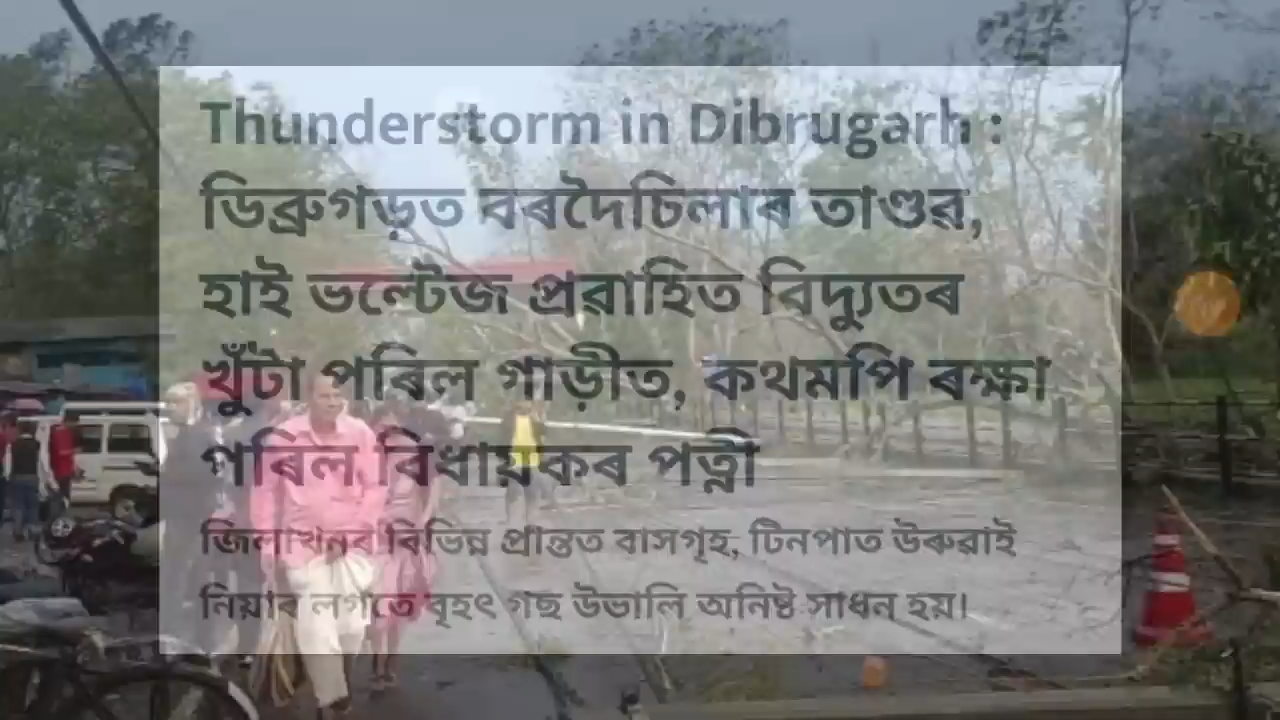 Thunderstorm in Dibrugarh :
ডিব্ৰুগড়ত বৰদৈচিলাৰ তাণ্ডৱ,
হাই ভল্টেজ প্ৰৱাহিত বিদ্যুতৰ
খুঁটা পৰিল গাড়ীত, কথমপি ৰক্ষা
পৰিল বিধায়কৰ পত্নী
জিলাখনৰ বিভিন্ন প্ৰান্তত বাসগৃহ, টিনপাত উৰুৱাই
নিয়াৰ লগতে বৃহৎ গছ উভালি অনিষ্ট সাধন হয়।